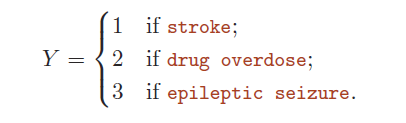 1 if stroke;
Y = 2 if drug overdose;
3 if epileptic seizure.